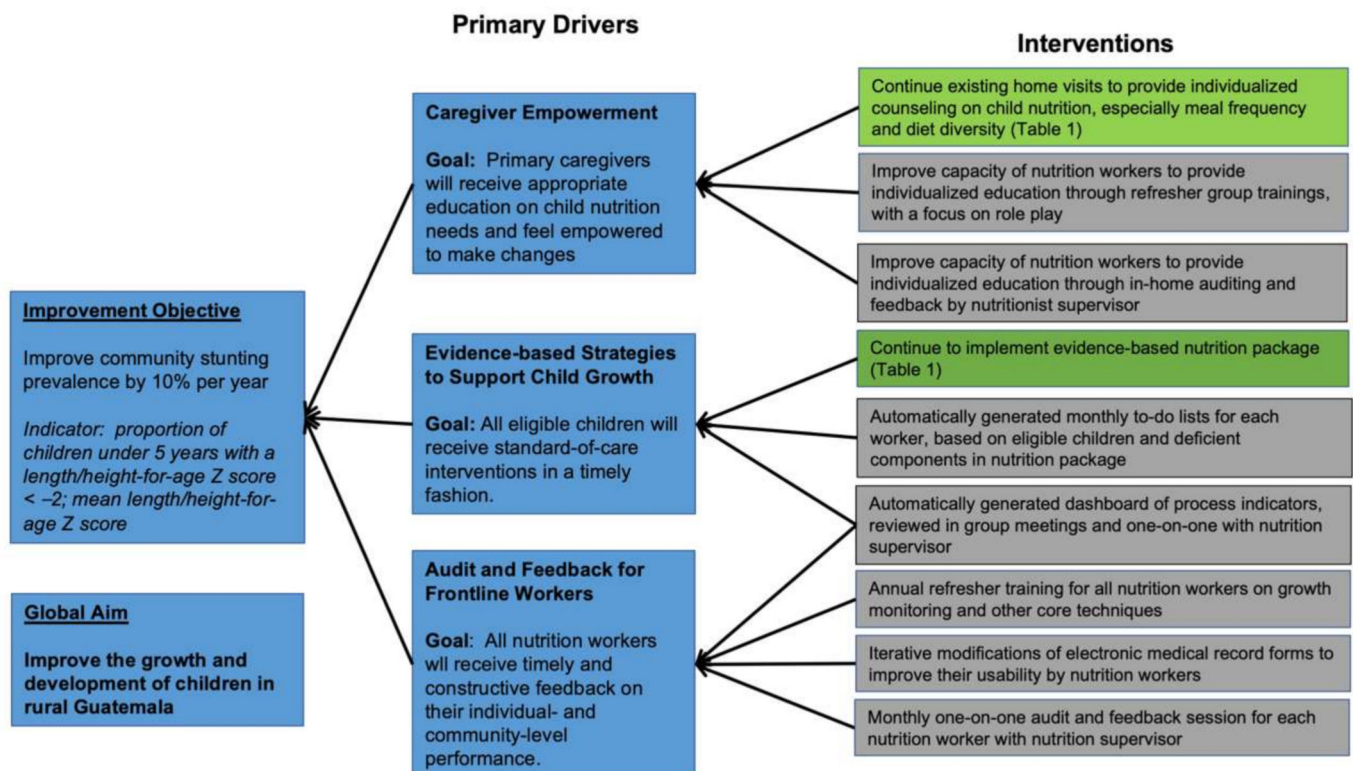 Primary Drivers
Interventions
Improvement Objective
Improve community stunting
prevalence by 10% per year
Indicator: proportion of
children under 5 years with a
length/height-for-age Z score
< –2; mean length/height-for-
age Z score
Global Aim
Improve the growth and
development of children in
rural Guatemala
Caregiver Empowerment
Goal: Primary caregivers
will receive appropriate
education on child nutrition
needs and feel empowered
to make changes
Evidence-based Strategies
to Support Child Growth
Goal: All eligible children will
receive standard-of-care
interventions in a timely
fashion.
Audit and Feedback for
Frontline Workers
Goal: All nutrition workers
will receive timely and
constructive feedback on
their individual- and
community-level
performance.
Continue existing home visits to provide individualized
counseling on child nutrition, especially meal frequency
and diet diversity (Table 1)
Improve capacity of nutrition workers to provide
individualized education through refresher group trainings,
with a focus on role play
Improve capacity of nutrition workers to provide
individualized education through in-home auditing and
feedback by nutritionist supervisor
Continue to implement evidence-based nutrition package
(Table 1)
Automatically generated monthly to-do lists for each
worker, based on eligible children and deficient
components in nutrition package
Automatically generated dashboard of process indicators,
reviewed in group meetings and one-on-one with nutrition
supervisor
Annual refresher training for all nutrition workers on growth
monitoring and other core techniques
Iterative modifications of electronic medical record forms to
improve their usability by nutrition workers
Monthly one-on-one audit and feedback session for each
nutrition worker with nutrition supervisor